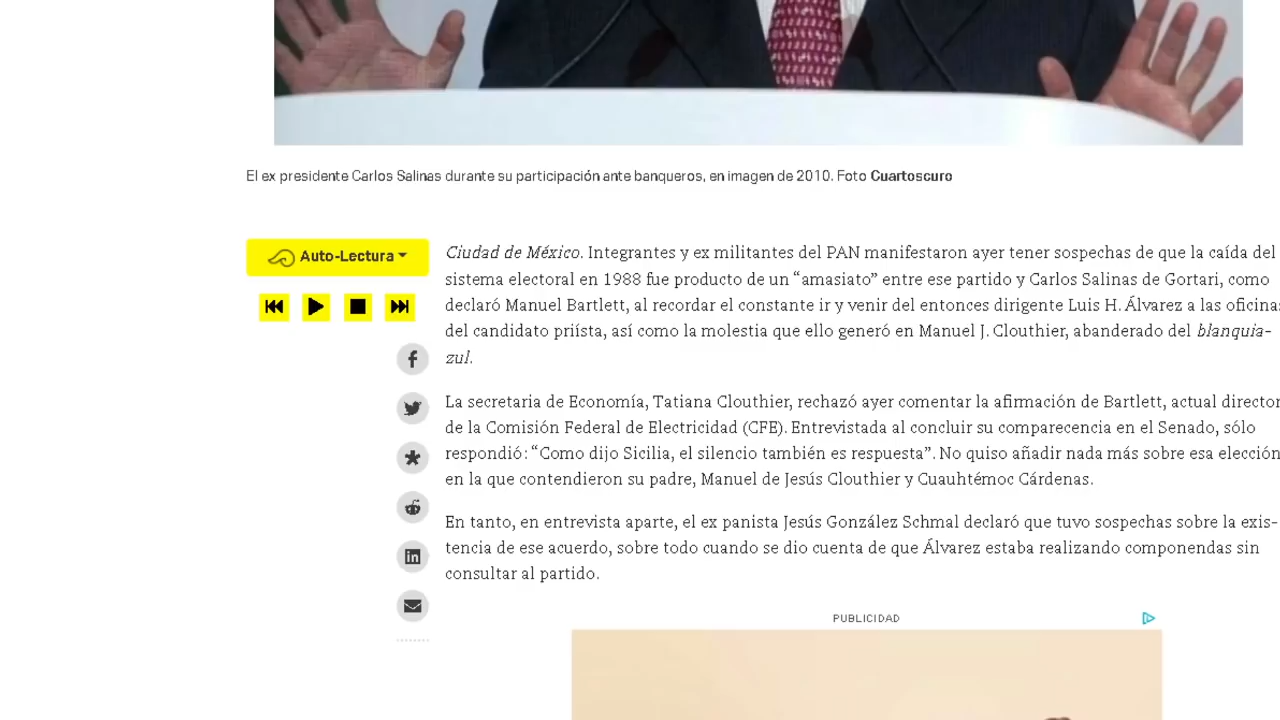 El ex presidente Carlos Salinas durante su participación ante banqueros, en imagen de 2010. Foto Cuartoscuro
Auto-Lectura
Ciudad de México. Integrantes y ex militantes del PAN manifestaron ayer tener sospechas de que la caída del
sistema electoral en 1988 fue producto de un “amasiato” entre ese partido y Carlos Salinas de Gortari, como
declaró Manuel Bartlett, al recordar el constante ir y venir del entonces dirigente Luis H. Álvarez a las oficinas
del candidato priísta, así como la molestia que ello generó en Manuel J. Clouthier, abanderado del blanquia-
zul.
La secretaria de Economía, Tatiana Clouthier, rechazó ayer comentar la afirmación de Bartlett, actual director
de la Comisión Federal de Electricidad (CFE). Entrevistada al concluir su comparecencia en el Senado, sólo
respondió: “Como dijo Sicilia, el silencio también es respuesta”. No quiso añadir nada más sobre esa elección
en la que contendieron su padre, Manuel de Jesús Clouthier y Cuauhtémoc Cárdenas.
En tanto, en entrevista aparte, el ex panista Jesús González Schmal declaró que tuvo sospechas sobre la exis-
tencia de ese acuerdo, sobre todo cuando se dio cuenta de que Álvarez estaba realizando componendas sin
consultar al partido.
PUBLICIDAD